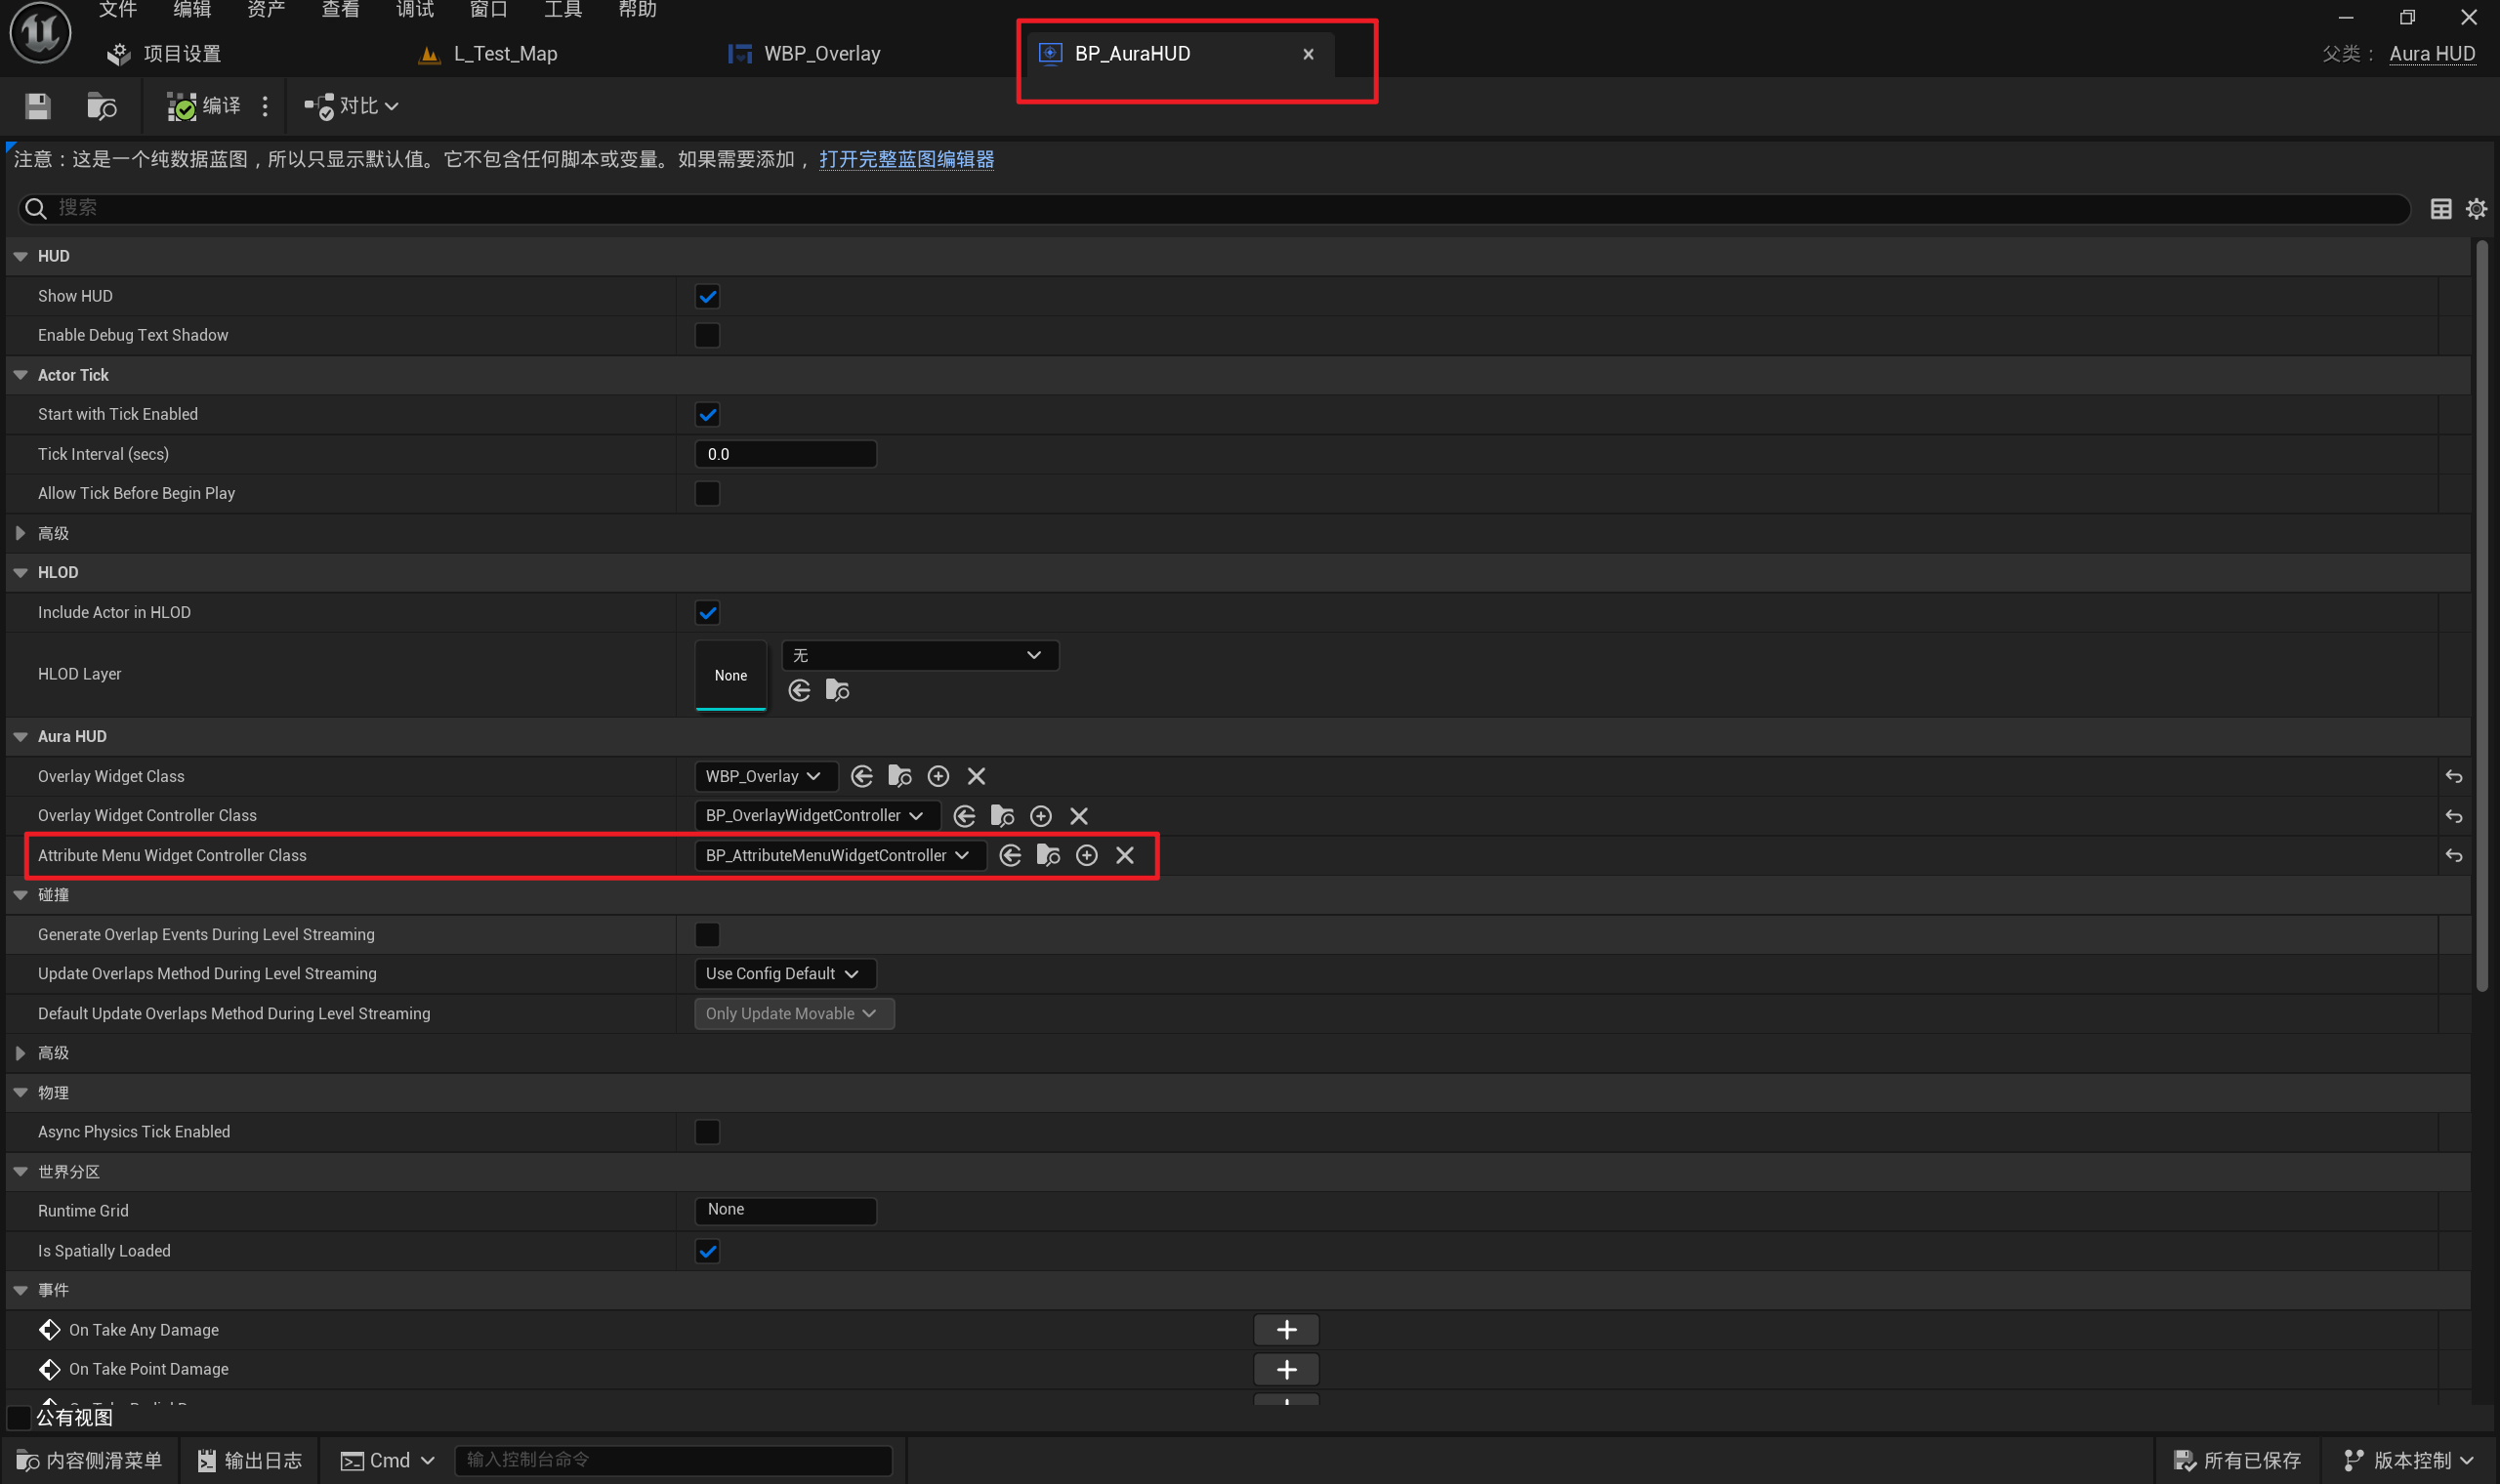 文件 编辑 资产 查看 调试 窗口 工具 帮助
项目设置 L_Test_Map WBP_Overlay BP_AuraHUD 父类： Aura HUD
编译 对比
注意：这是一个纯数据蓝图，所以只显示默认值。它不包含任何脚本或变量。如果需要添加， 打开完整蓝图编辑器
搜索
HUD
Show HUD
Enable Debug Text Shadow
Actor Tick
Start with Tick Enabled
Tick Interval (secs) 0.0
Allow Tick Before Begin Play
高级
HLOD
Include Actor in HLOD
HLOD Layer None 无
Aura HUD
Overlay Widget Class WBP_Overlay
Overlay Widget Controller Class BP_OverlayWidgetController
Attribute Menu Widget Controller Class BP_AttributeMenuWidgetController
碰撞
Generate Overlap Events During Level Streaming
Update Overlaps Method During Level Streaming Use Config Default
Default Update Overlaps Method During Level Streaming Only Update Movable
高级
物理
Async Physics Tick Enabled
世界分区
Runtime Grid None
Is Spatially Loaded
事件
On Take Any Damage
On Take Point Damage
公有视图
内容侧滑菜单 输出日志 Cmd 输入控制台命令 所有已保存 版本控制